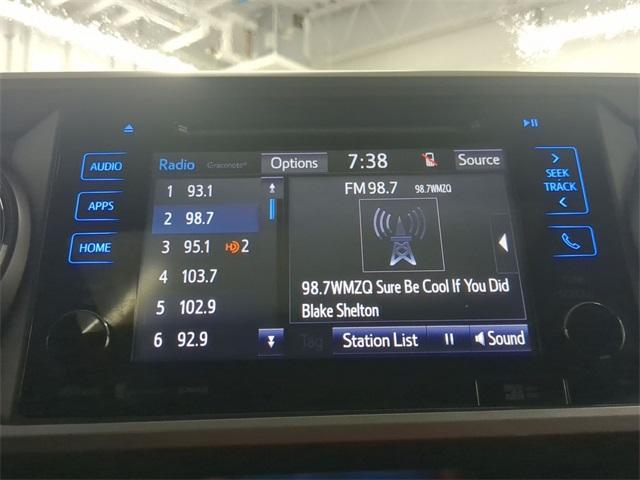 AUDIO
APPS
HOME
Radio Gracenote® Options 7:38 Source
1 93.1
2 98.7
3 95.1 HD 2
4 103.7
5 102.9
6 92.9
FM 98.7 98.7WMZQ
98.7WMZQ Sure Be Cool If You Did
Blake Shelton
Tag Station List Sound
SEEK
TRACK